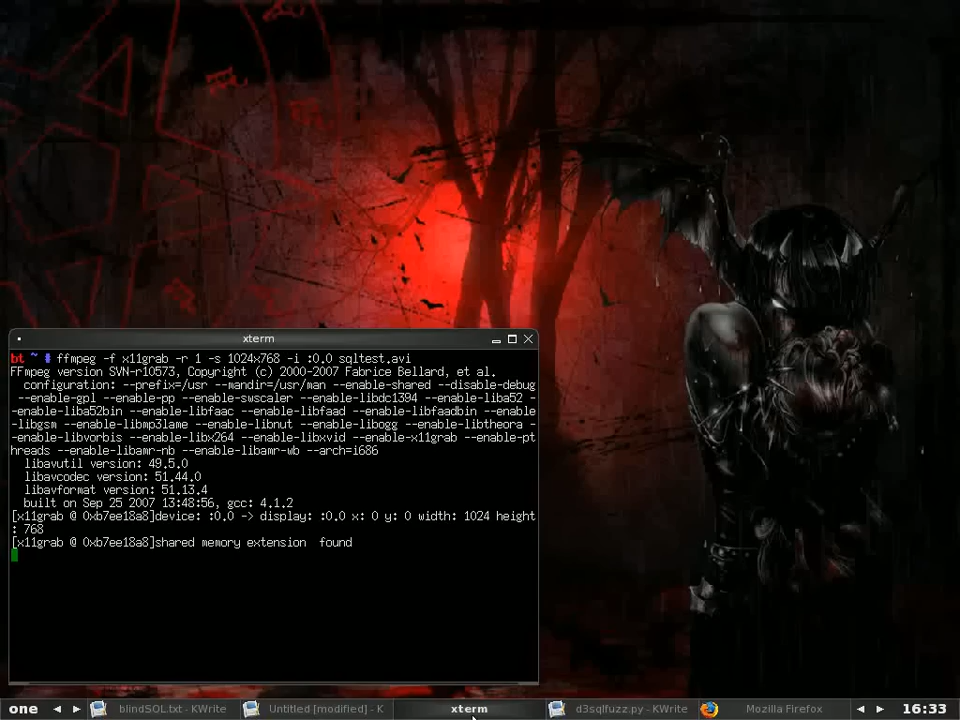 xterm
bt ~ # ffmpeg -f x11grab -r 1 -s 1024x768 -i :0.0 sqltest.avi
FFmpeg version SVN-r10573, Copyright (c) 2000-2007 Fabrice Bellard, et al.
configuration: --prefix=/usr --mandir=/usr/man --enable-shared --disable-debug
--enable-gpl --enable-pp --enable-swscaler --enable-libdc1394 --enable-liba52 -
-enable-liba52bin --enable-libfaac --enable-libfaad --enable-libfaadbin --enable
-libgsm --enable-libmp3lame --enable-libnut --enable-libogg --enable-libtheora -
-enable-libvorbis --enable-libx264 --enable-libxvid --enable-x11grab --enable-pt
hreads --enable-libamr-nb --enable-libamr-wb --arch=i686
libavutil version: 49.5.0
libavcodec version: 51.44.0
libavformat version: 51.13.4
built on Sep 25 2007 13:48:56, gcc: 4.1.2
[x11grab @ 0xb7ee18a8]device: :0.0 -> display: :0.0 x: 0 y: 0 width: 1024 height
: 768
[x11grab @ 0xb7ee18a8]shared memory extension  found
one
blindSQL.txt - KWrite
Untitled [modified] - K
xterm
d3sqlfuzz.py - KWrite
Mozilla Firefox
16:33